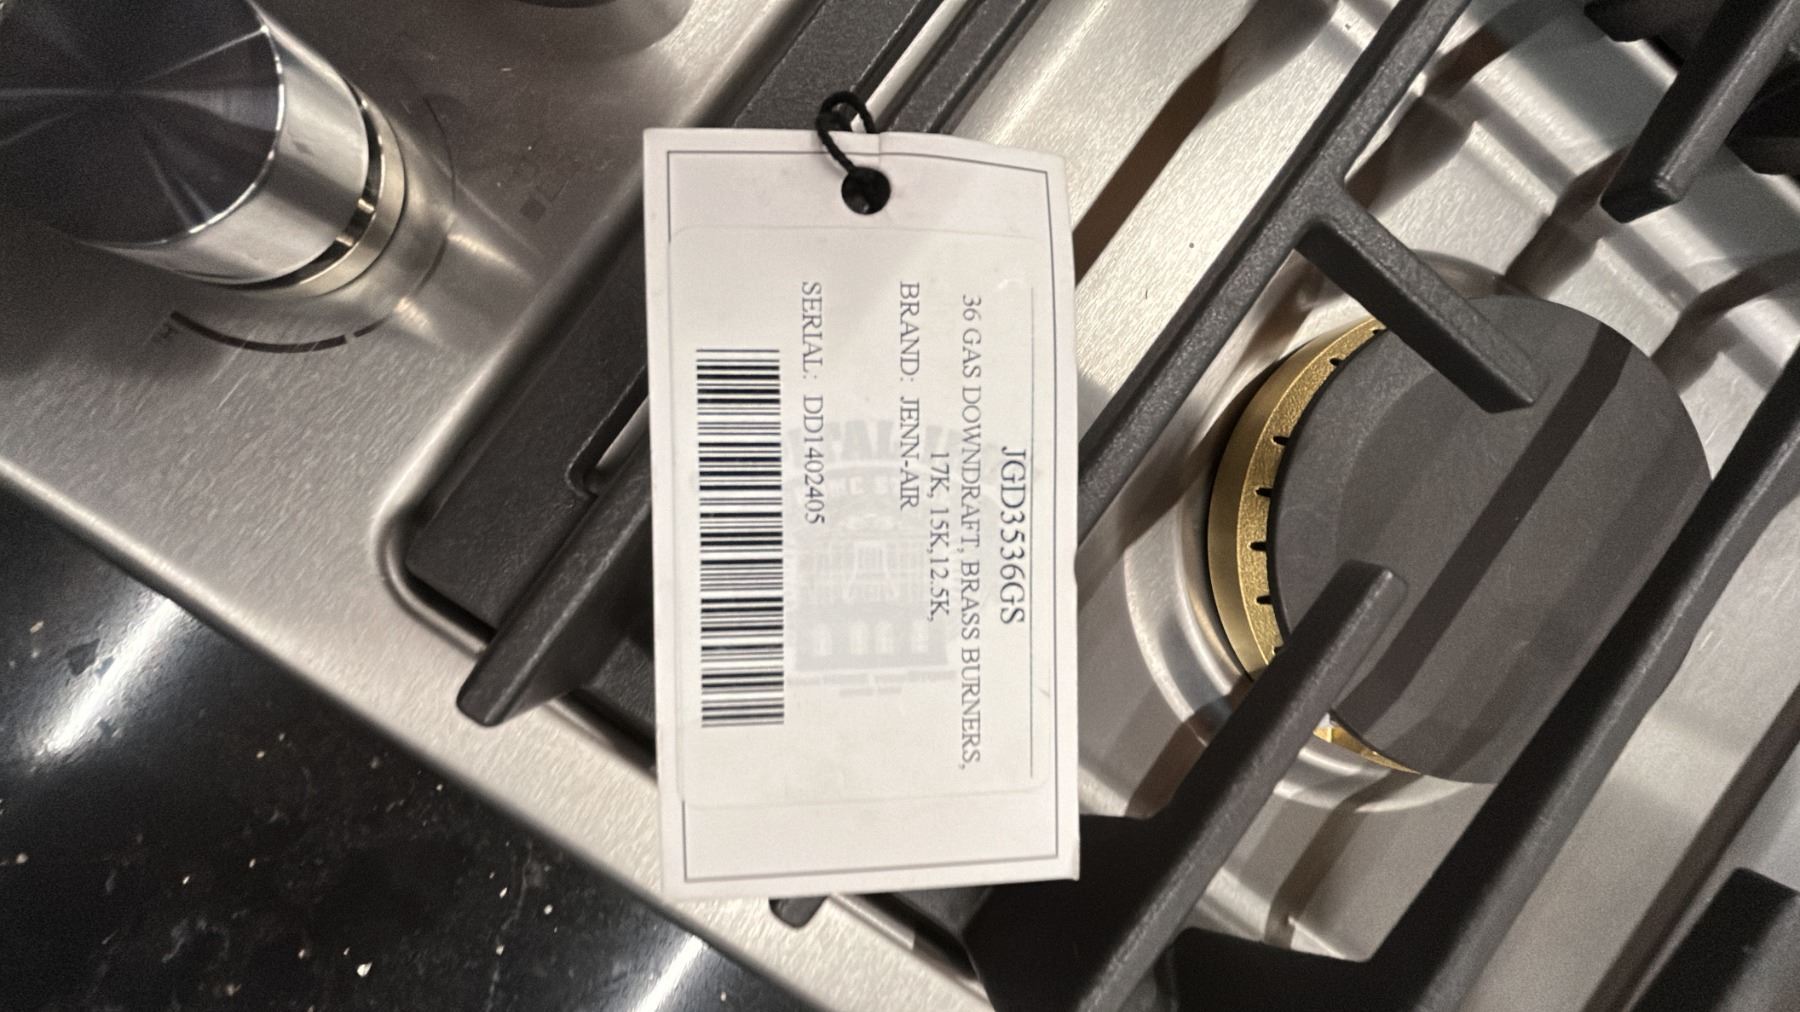 JGD3536GS
36 GAS DOWNDRAFT, BRASS BURNERS,
17K, 15K,12.5K,
BRAND: JENN-AIR
SERIAL: DD1402405